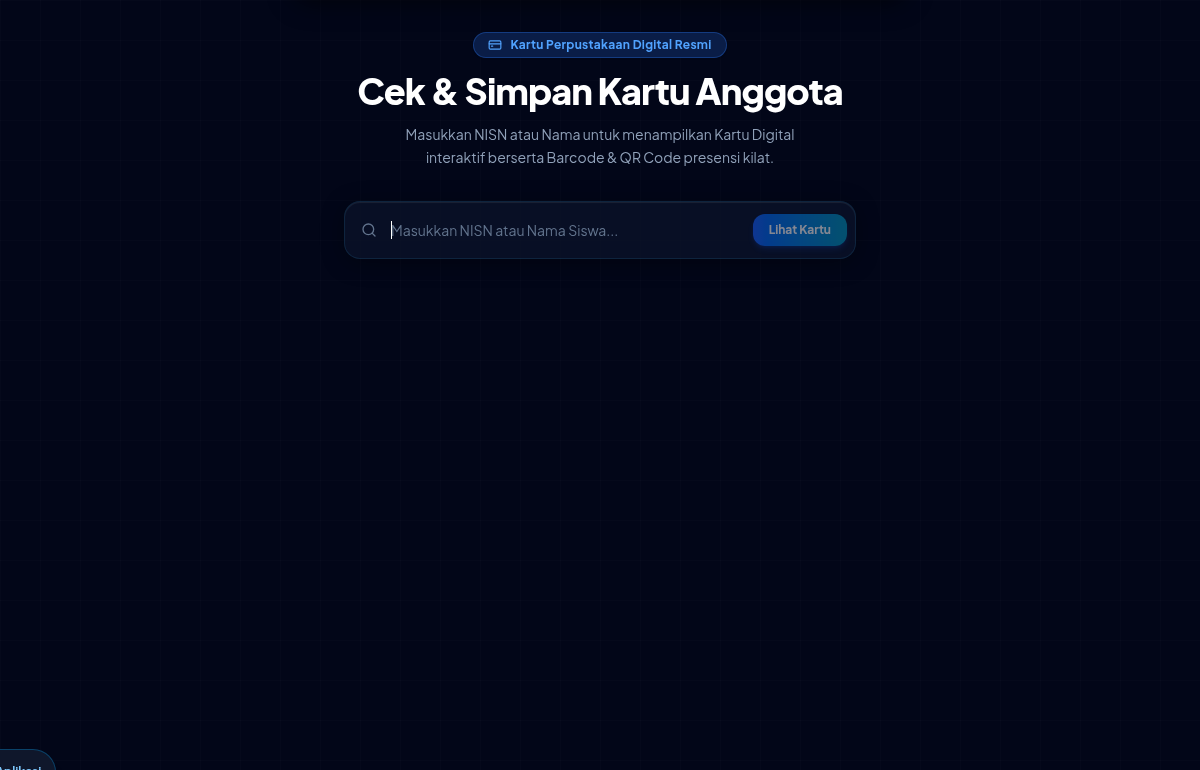 Kartu Perpustakaan Digital Resmi
Cek & Simpan Kartu Anggota
Masukkan NISN atau Nama untuk menampilkan Kartu Digital
interaktif berserta Barcode & QR Code presensi kilat.
Masukkan NISN atau Nama Siswa...
Lihat Kartu